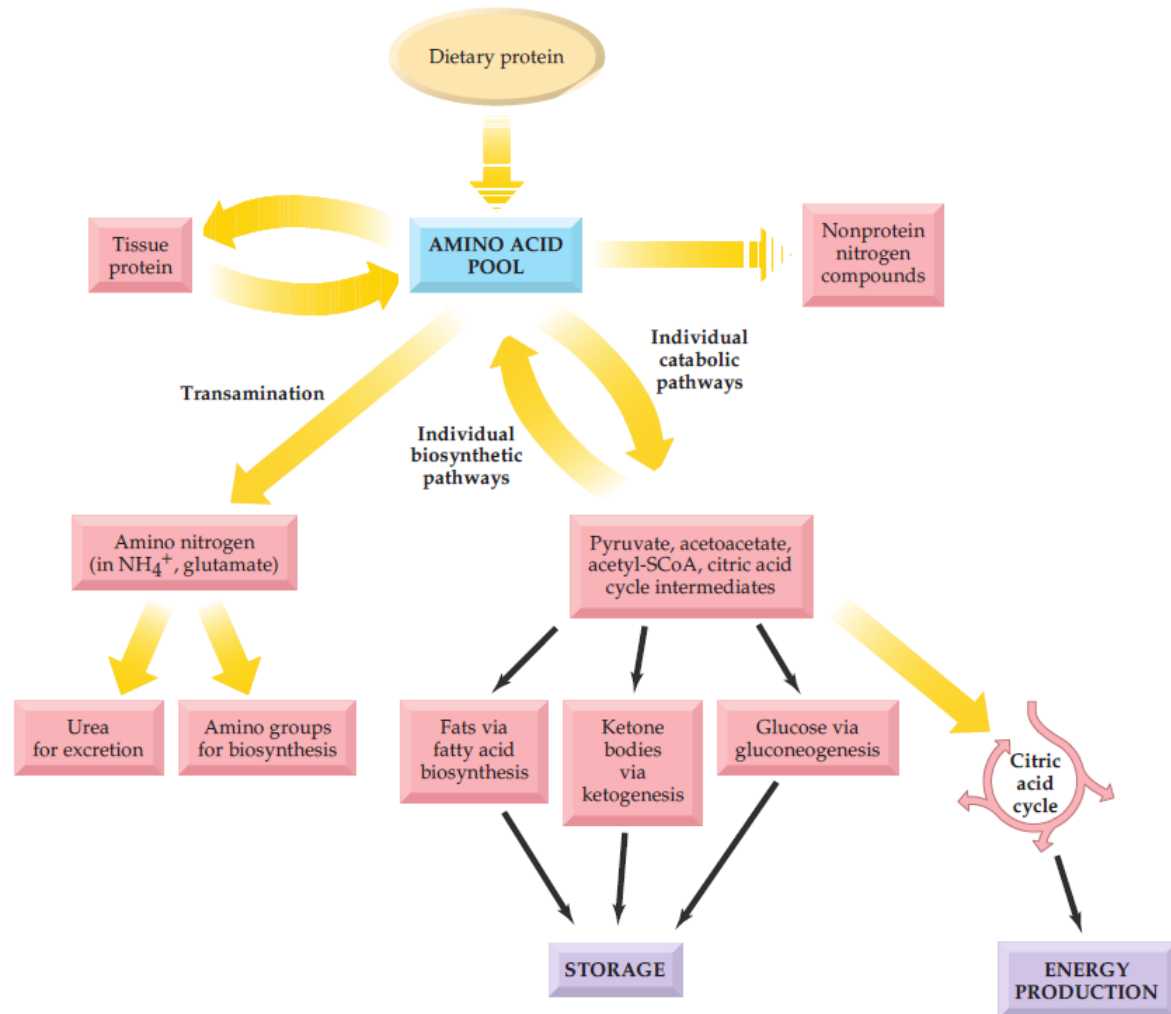 Dietary protein
Tissue
protein
AMINO ACID
POOL
Nonprotein
nitrogen
compounds
Individual
catabolic
pathways
Transamination
Individual
biosynthetic
pathways
Amino nitrogen
(in NH₄⁺, glutamate)
Pyruvate, acetoacetate,
acetyl-SCoA, citric acid
cycle intermediates
Urea
for excretion
Amino groups
for biosynthesis
Fats via
fatty acid
biosynthesis
Ketone
bodies
via
ketogenesis
Glucose via
gluconeogenesis
Citric
acid
cycle
STORAGE
ENERGY
PRODUCTION